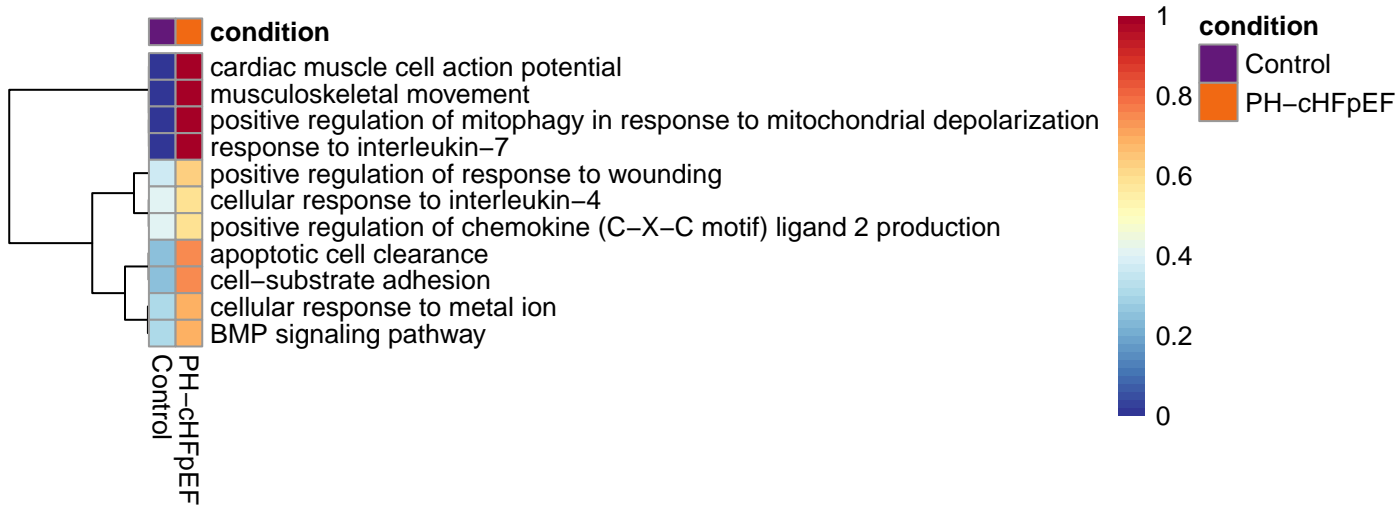 condition
cardiac muscle cell action potential
musculoskeletal movement
positive regulation of mitophagy in response to mitochondrial depolarization
response to interleukin−7
positive regulation of response to wounding
cellular response to interleukin−4
positive regulation of chemokine (C−X−C motif) ligand 2 production
apoptotic cell clearance
cell−substrate adhesion
cellular response to metal ion
BMP signaling pathway
Control
PH−cHFpEF
1
0.8
0.6
0.4
0.2
0
condition
Control
PH−cHFpEF